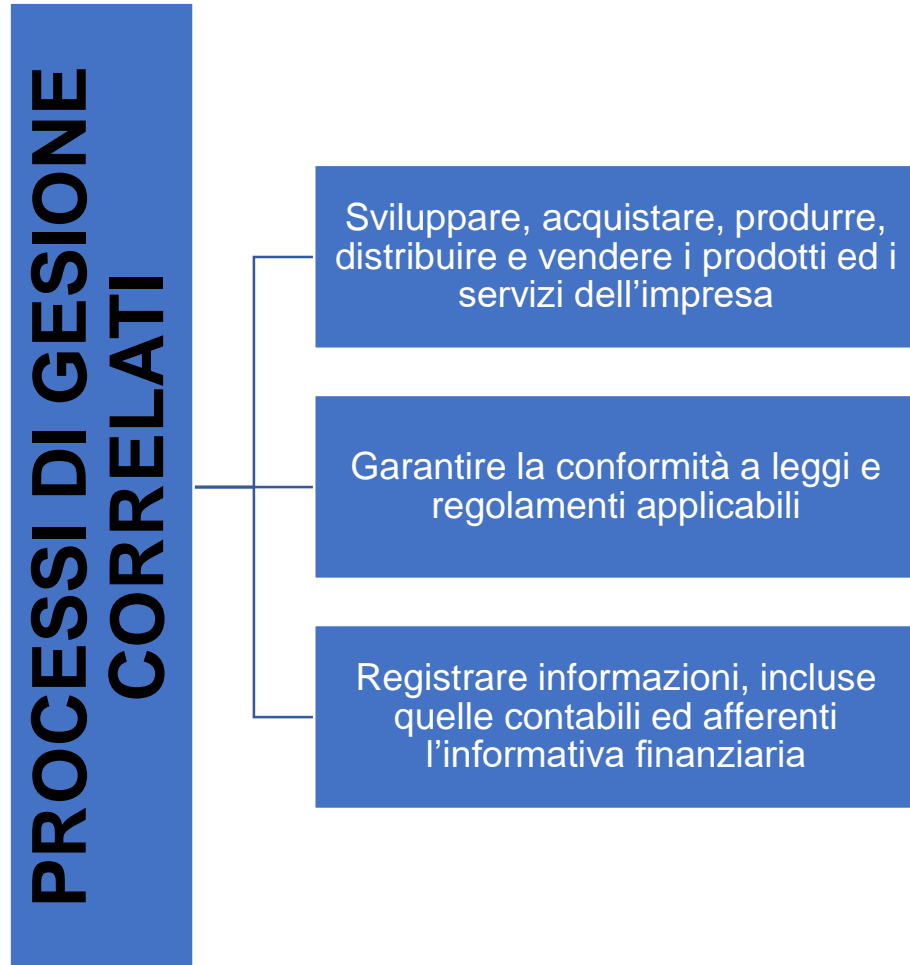 PROCESSI DI GESIONE
CORRELATI
Sviluppare, acquistare, produrre,
distribuire e vendere i prodotti ed i
servizi dell’impresa
Garantire la conformità a leggi e
regolamenti applicabili
Registrare informazioni, incluse
quelle contabili ed afferenti
l’informativa finanziaria